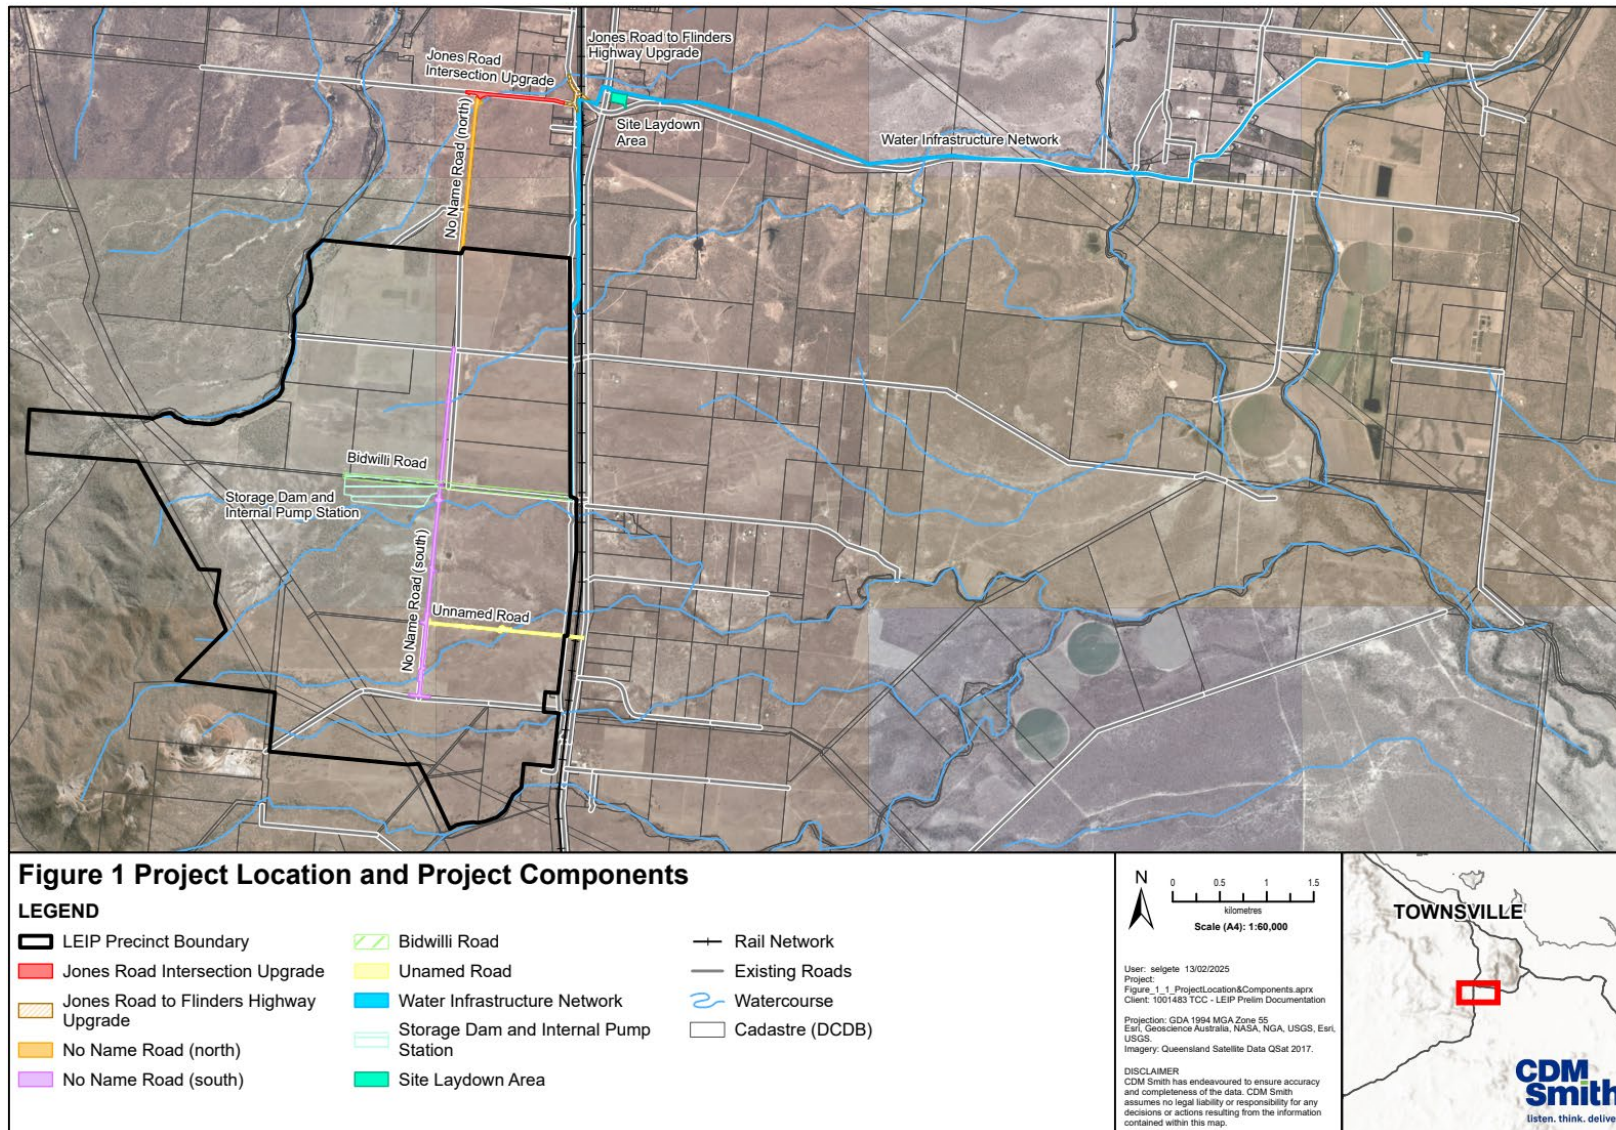 Jones Road to Flinders
Highway Upgrade
Jones Road
Intersection Upgrade
Site Laydown
Area
Water Infrastructure Network
No Name Road (north)
Bidwilli Road
Storage Dam and
Internal Pump Station
No Name Road (south)
Unnamed Road
Figure 1 Project Location and Project Components
LEGEND
LEIP Precinct Boundary
Jones Road Intersection Upgrade
Jones Road to Flinders Highway
Upgrade
No Name Road (north)
No Name Road (south)
Bidwilli Road
Unamed Road
Water Infrastructure Network
Storage Dam and Internal Pump
Station
Site Laydown Area
Rail Network
Existing Roads
Watercourse
Cadastre (DCDB)
N
0 0.5 1 1.5
kilometres
Scale (A4): 1:60,000
User: selgete 13/02/2025
Project:
Figure_1_1_ProjectLocation&Components.aprx
Client: 1001483 TCC - LEIP Prelim Documentation
Projection: GDA 1994 MGA Zone 55
Esri, Geoscience Australia, NASA, NGA, USGS, Esri,
USGS.
Imagery: Queensland Satellite Data QSat 2017.
DISCLAIMER
CDM Smith has endeavoured to ensure accuracy
and completeness of the data. CDM Smith
assumes no legal liability or responsibility for any
decisions or actions resulting from the information
contained within this map.
TOWNSVILLE
CDM
Smith
listen. think. delive